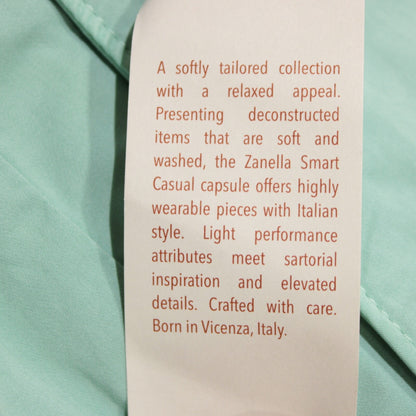 A softly tailored collection
with a relaxed appeal.
Presenting deconstructed
items that are soft and
washed, the Zanella Smart
Casual capsule offers highly
wearable pieces with Italian
style. Light performance
attributes meet sartorial
inspiration and elevated
details. Crafted with care.
Born in Vicenza, Italy.